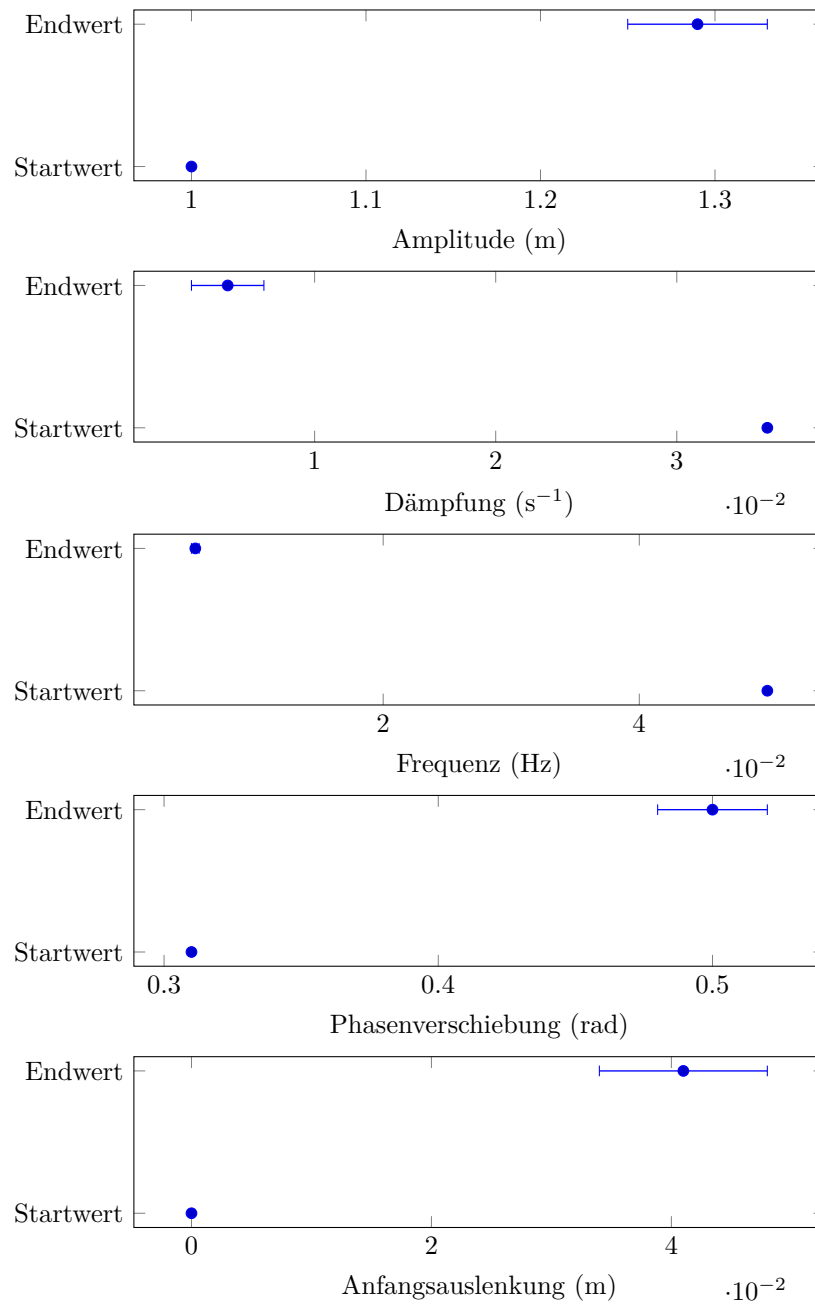 Endwert
Startwert
1 1.1 1.2 1.3
Amplitude (m)
Endwert
Startwert
1 2 3
Dämpfung (s⁻¹) ·10⁻²
Endwert
Startwert
2 4
Frequenz (Hz) ·10⁻²
Endwert
Startwert
0.3 0.4 0.5
Phasenverschiebung (rad)
Endwert
Startwert
0 2 4
Anfangsauslenkung (m) ·10⁻²